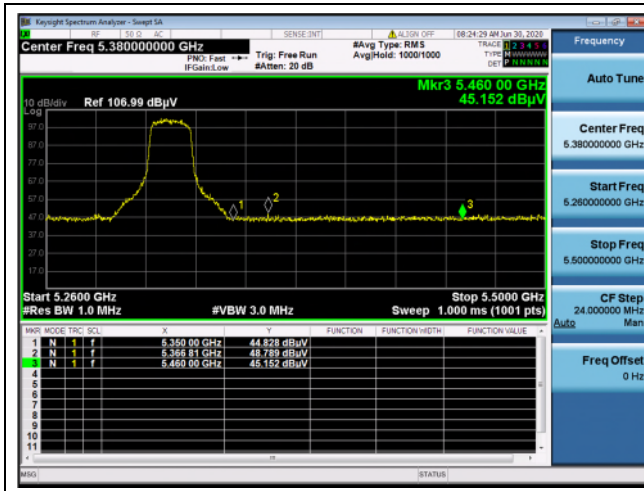 Keysight Spectrum Analyzer - Swept SA
RF 50 Ω AC SENSE:INT ALIGN OFF 08:24:29 AM Jun 30, 2020
Center Freq 5.380000000 GHz
PNO: Fast
IFGain:Low
Trig: Free Run
#Atten: 20 dB
#Avg Type: RMS
Avg|Hold: 1000/1000
TRACE 1 2 3 4 5 6
TYPE M
DET P N N N N N
Frequency
Mkr3 5.460 00 GHz
45.152 dBµV
10 dB/div Ref 106.99 dBµV
Log
97.0
87.0
77.0
67.0
57.0
47.0
37.0
27.0
17.0
1
2
3
Start 5.2600 GHz Stop 5.5000 GHz
#Res BW 1.0 MHz #VBW 3.0 MHz Sweep 1.000 ms (1001 pts)
MKR MODE TRC SCL X Y FUNCTION FUNCTION WIDTH FUNCTION VALUE
1 N 1 f 5.350 00 GHz 44.828 dBµV
2 N 1 f 5.366 81 GHz 48.789 dBµV
3 N 1 f 5.460 00 GHz 45.152 dBµV
4
5
6
7
8
9
10
11
MSG STATUS
Auto Tune
Center Freq
5.380000000 GHz
Start Freq
5.260000000 GHz
Stop Freq
5.500000000 GHz
CF Step
24.000000 MHz
Auto Man
Freq Offset
0 Hz